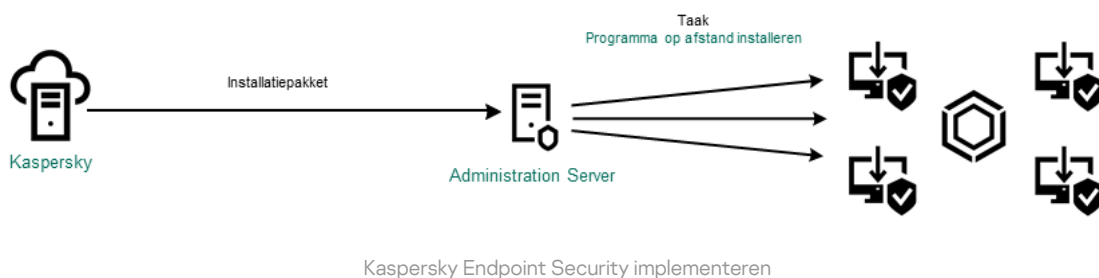 Taak
Programma op afstand installeren
Installatiepakket
Kaspersky
Administration Server
Kaspersky Endpoint Security implementeren